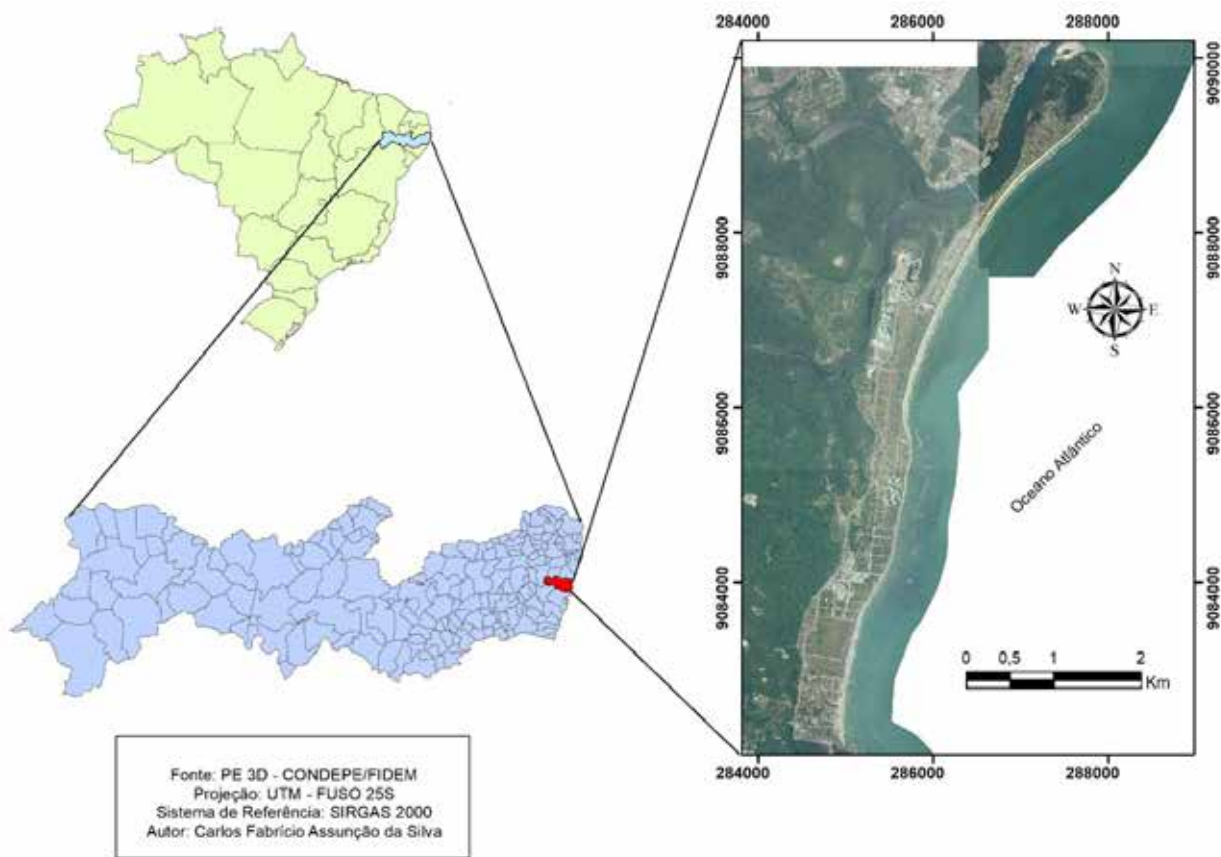 284000
286000
288000
9090000
9090000
9088000
9088000
N
W
E
S
9086000
9086000
Oceano Atlântico
9084000
9084000
0
0,5
1
2
Km
284000
286000
288000
Fonte: PE 3D - CONDEPE/FIDEM
Projeção: UTM - FUSO 25S
Sistema de Referência: SIRGAS 2000
Autor: Carlos Fabrício Assunção da Silva